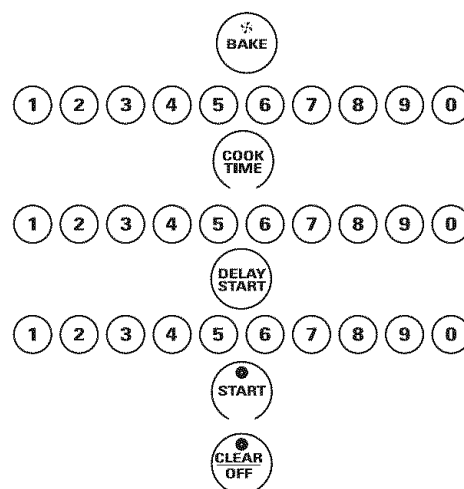 BAKE
1 2 3 4 5 6 7 8 9 0
COOK
TIME
1 2 3 4 5 6 7 8 9 0
DELAY
START
1 2 3 4 5 6 7 8 9 0
START
CLEAR
OFF